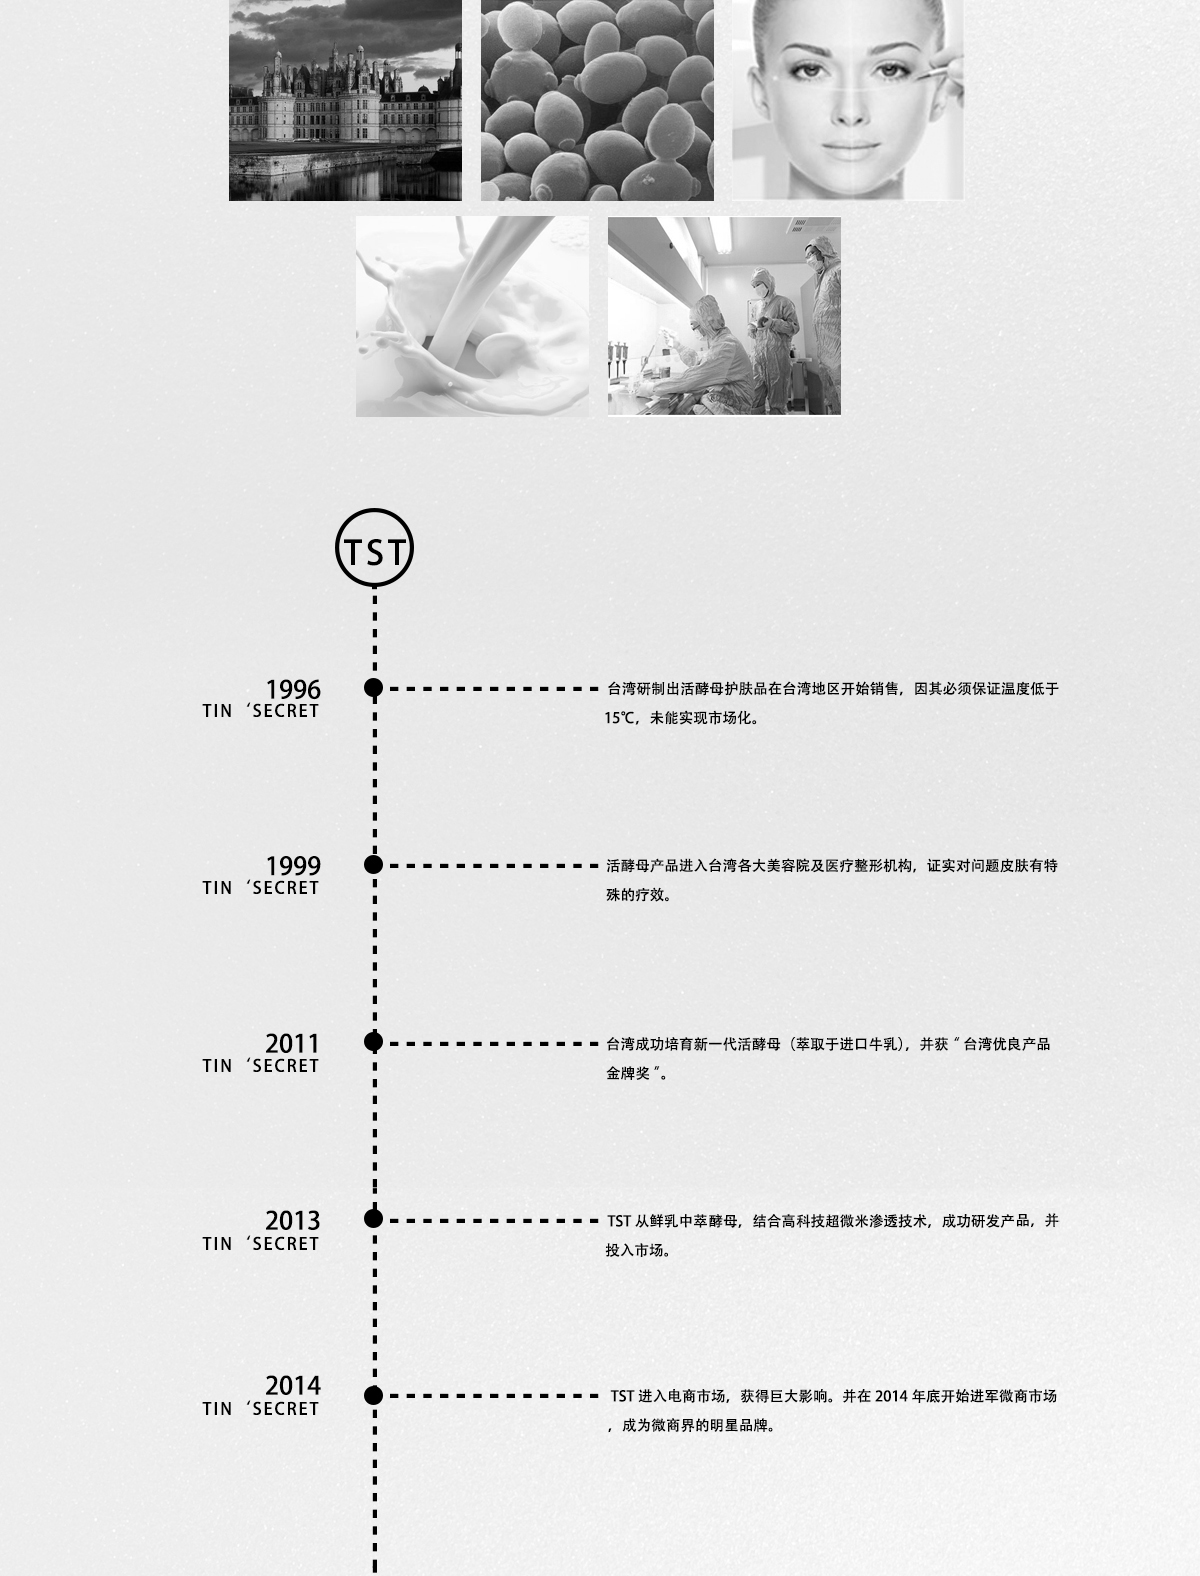 TST
1996
TIN ‘SECRET
台湾研制出活酵母护肤品在台湾地区开始销售，因其必须保证温度低于
15℃，未能实现市场化。
1999
TIN ‘SECRET
活酵母产品进入台湾各大美容院及医疗整形机构，证实对问题皮肤有特
殊的疗效。
2011
TIN ‘SECRET
台湾成功培育新一代活酵母（萃取于进口牛乳），并获 “ 台湾优良产品
金牌奖 ”。
2013
TIN ‘SECRET
TST 从鲜乳中萃酵母，结合高科技超微米渗透技术，成功研发产品，并
投入市场。
2014
TIN ‘SECRET
TST 进入电商市场，获得巨大影响。并在 2014 年底开始进军微商市场
，成为微商界的明星品牌。